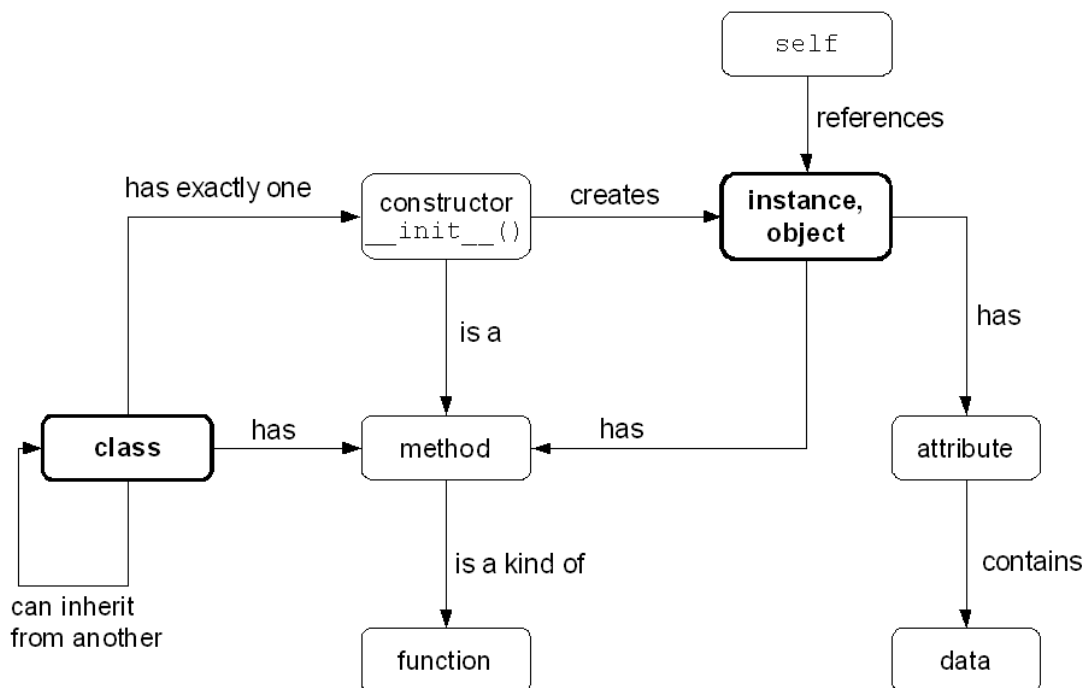 self
references
has exactly one
constructor
__init__()
creates
instance,
object
is a
has
class
has
method
has
attribute
is a kind of
contains
can inherit
from another
function
data